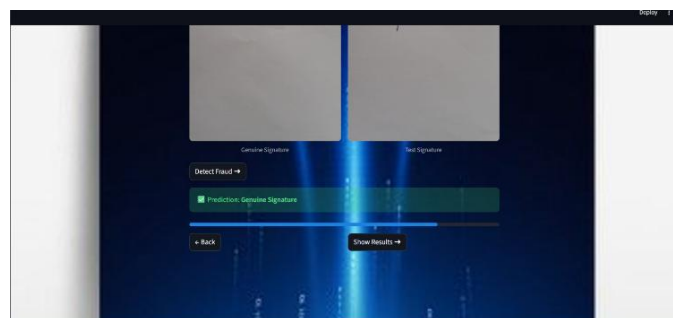 Deploy
Genuine Signature
Test Signature
Detect Fraud →
✅ Prediction: Genuine Signature
← Back
Show Results →